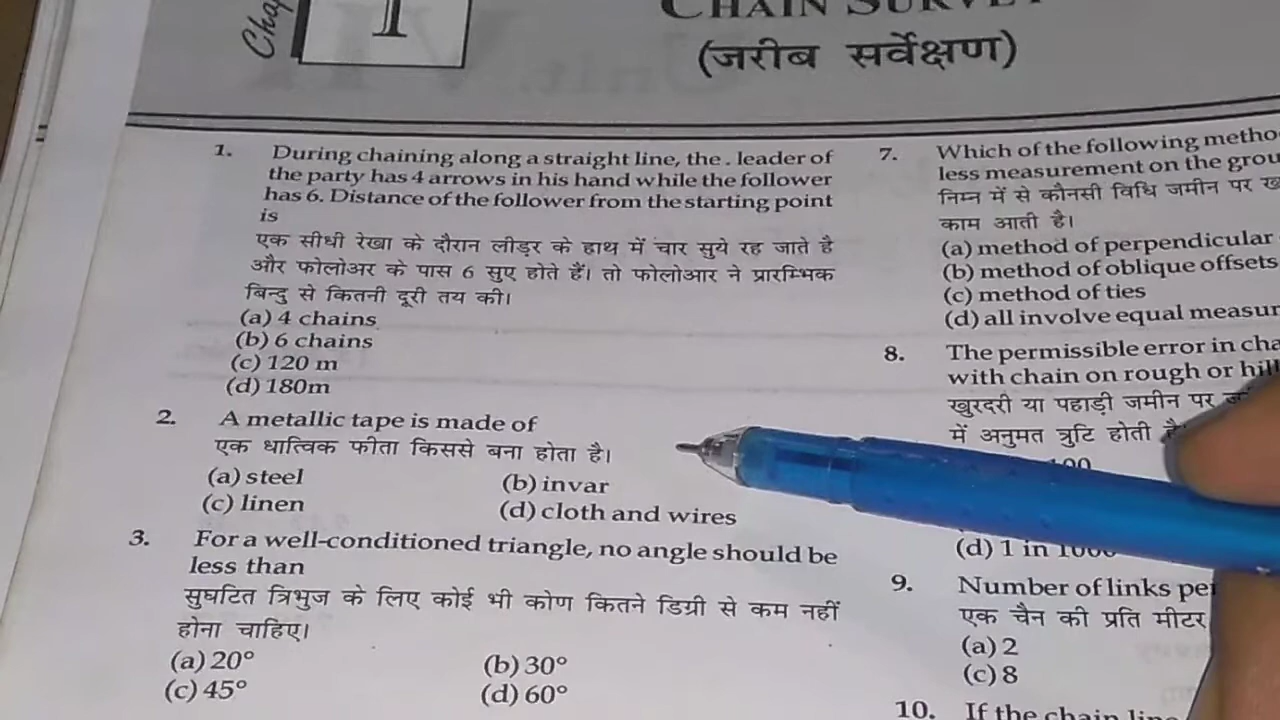 Chap
1
CHAIN SURVEY
(जरीब सर्वेक्षण)
1. During chaining along a straight line, the . leader of
the party has 4 arrows in his hand while the follower
has 6. Distance of the follower from the starting point
is
एक सीधी रेखा के दौरान लीड़र के हाथ में चार सुये रह जाते है
और फोलोअर के पास 6 सुए होते हैं। तो फोलोआर ने प्रारम्भिक
बिन्दु से कितनी दूरी तय की।
(a) 4 chains
(b) 6 chains
(c) 120 m
(d) 180m
2. A metallic tape is made of
एक धात्विक फीता किससे बना होता है।
(a) steel (b) invar
(c) linen (d) cloth and wires
3. For a well-conditioned triangle, no angle should be
less than
सुघटित त्रिभुज के लिए कोई भी कोण कितने डिग्री से कम नहीं
होना चाहिए।
(a) 20° (b) 30°
(c) 45° (d) 60°
7. Which of the following metho
less measurement on the grou
निम्न में से कौनसी विधि जमीन पर
काम आती है।
(a) method of perpendicular
(b) method of oblique offsets
(c) method of ties
(d) all involve equal measur
8. The permissible error in cha
with chain on rough or hill
खुरदरी या पहाड़ी जमीन पर
में अनुमत त्रुटि होती है
(d) 1 in 1000
9. Number of links per
एक चैन की प्रति मीटर
(a) 2
(c) 8
10. If the chain line